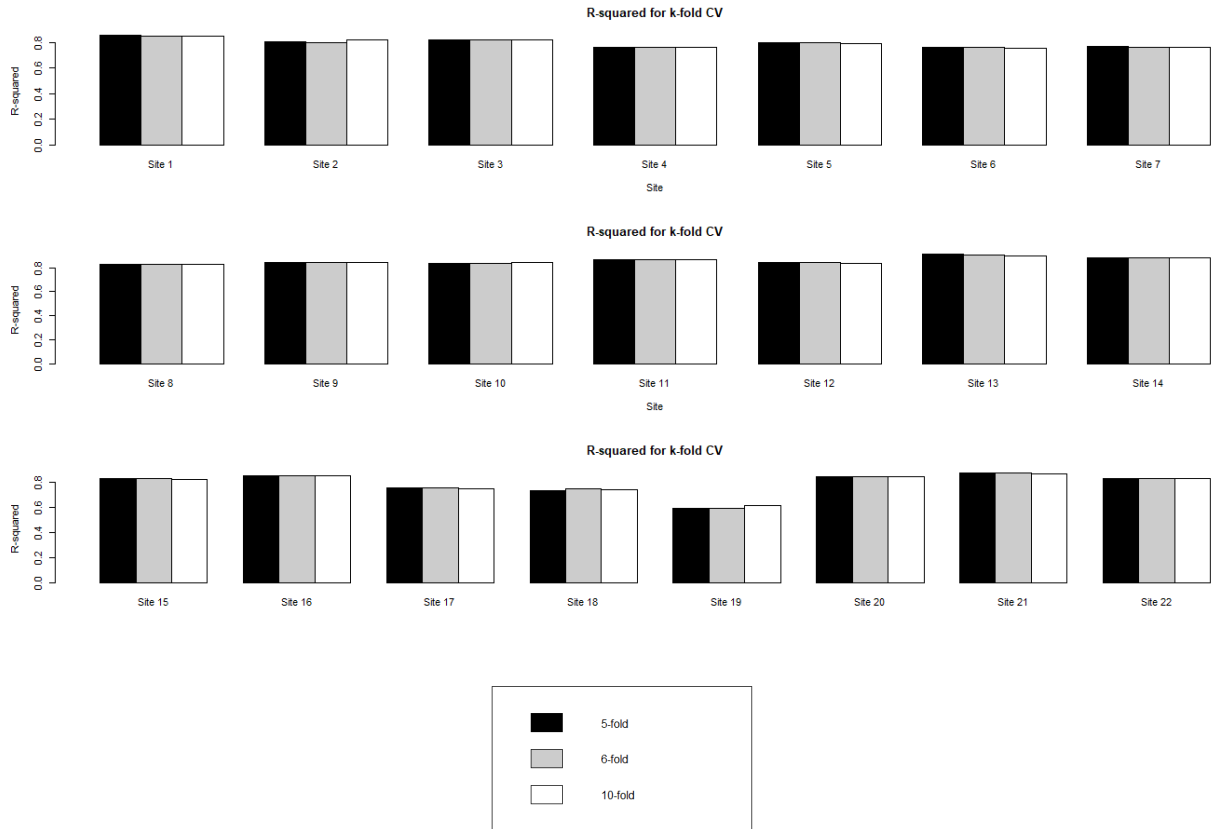 R-squared for k-fold CV
R-squared
0.0 0.2 0.4 0.6 0.8
Site 1 Site 2 Site 3 Site 4 Site 5 Site 6 Site 7
Site
R-squared for k-fold CV
R-squared
0.0 0.2 0.4 0.6 0.8
Site 8 Site 9 Site 10 Site 11 Site 12 Site 13 Site 14
Site
R-squared for k-fold CV
R-squared
0.0 0.2 0.4 0.6 0.8
Site 15 Site 16 Site 17 Site 18 Site 19 Site 20 Site 21 Site 22
5-fold
6-fold
10-fold